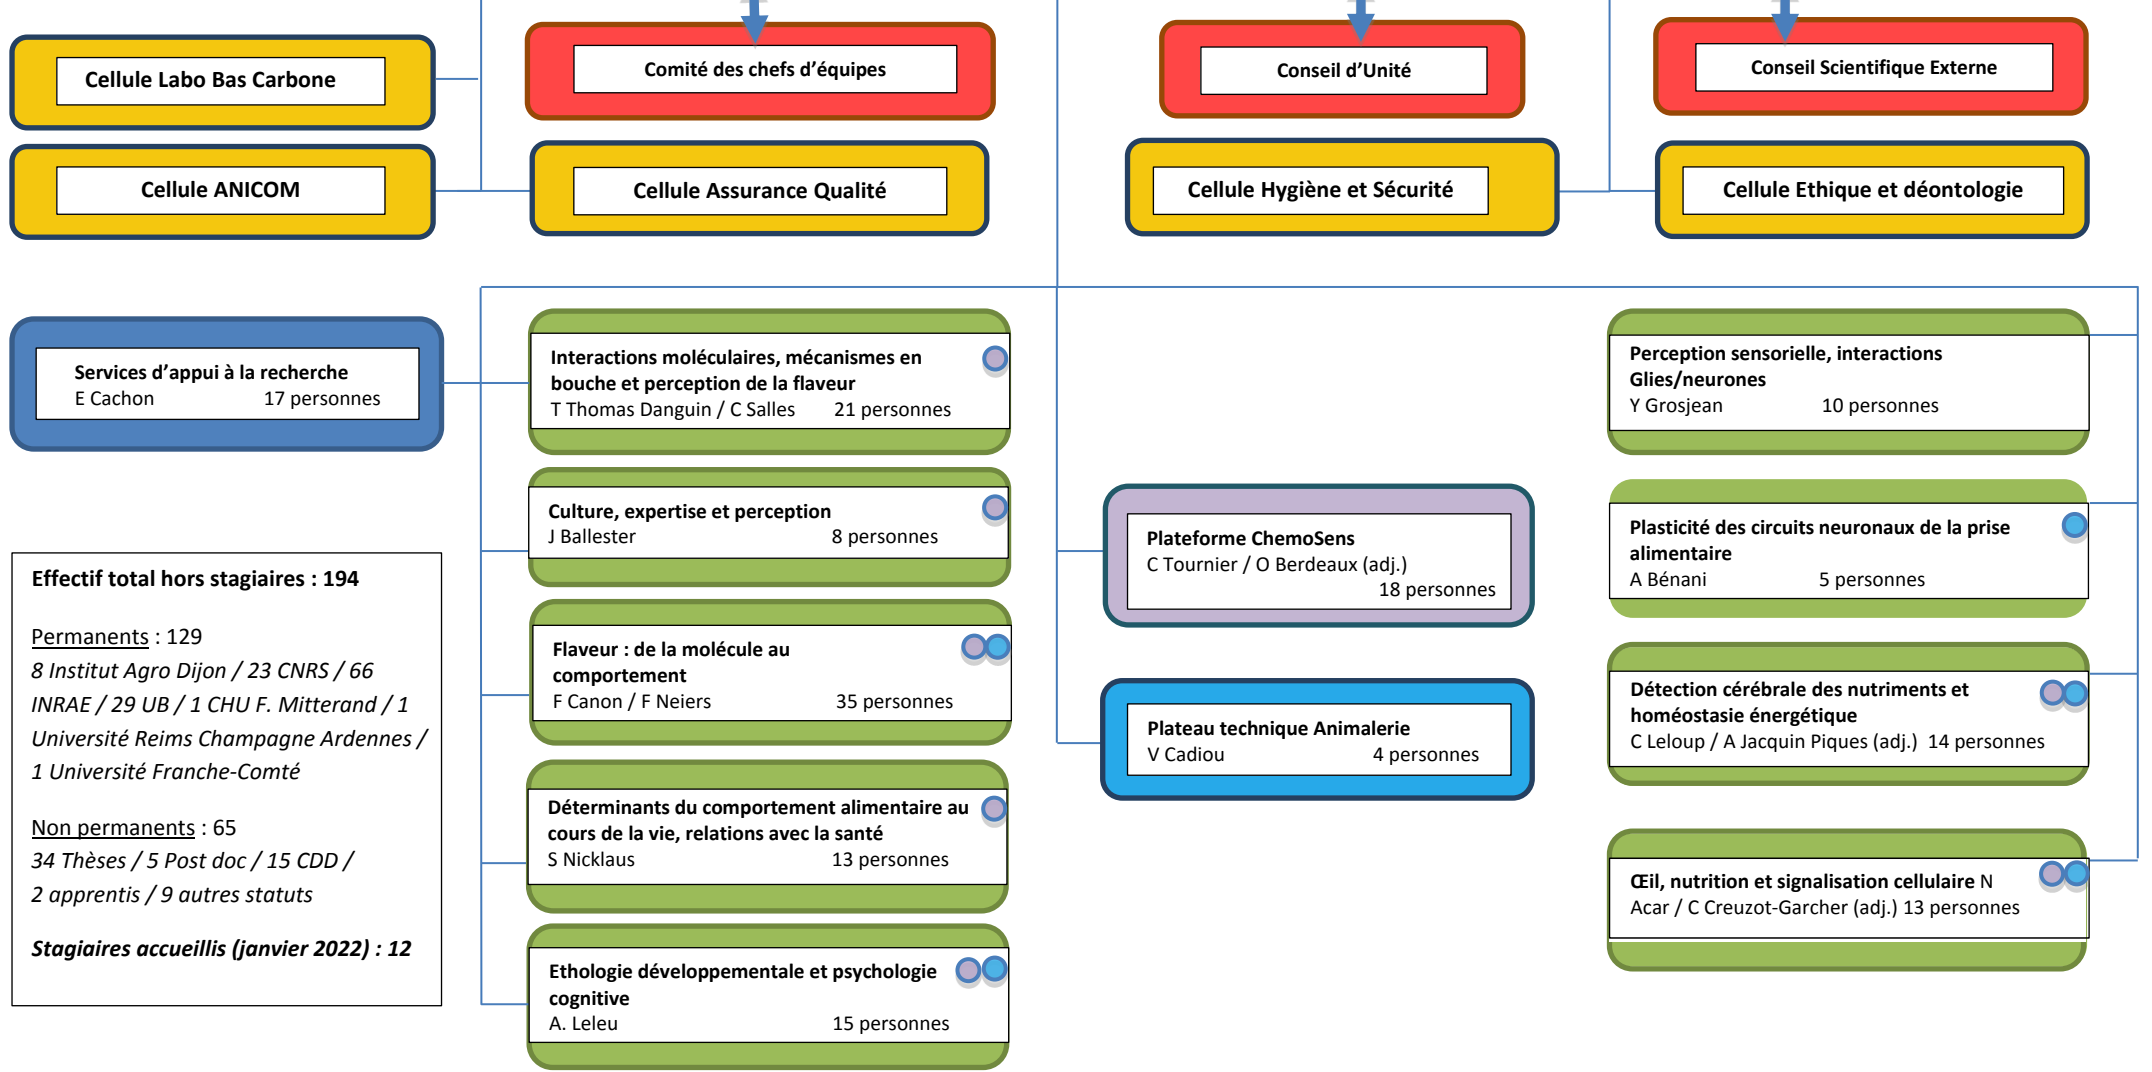 Cellule Labo Bas Carbone
Comité des chefs d'équipes
Conseil d'Unité
Conseil Scientifique Externe
Cellule ANICOM
Cellule Assurance Qualité
Cellule Hygiène et Sécurité
Cellule Ethique et déontologie
Services d'appui à la recherche
E Cachon 17 personnes
Effectif total hors stagiaires : 194
Permanents : 129
8 Institut Agro Dijon / 23 CNRS / 66
INRAE / 29 UB / 1 CHU F. Mitterand / 1
Université Reims Champagne Ardennes /
1 Université Franche-Comté
Non permanents : 65
34 Thèses / 5 Post doc / 15 CDD /
2 apprentis / 9 autres statuts
Stagiaires accueillis (janvier 2022) : 12
Interactions moléculaires, mécanismes en
bouche et perception de la flaveur
T Thomas Danguin / C Salles 21 personnes
Culture, expertise et perception
J Ballester 8 personnes
Flaveur : de la molécule au
comportement
F Canon / F Neiers 35 personnes
Déterminants du comportement alimentaire au
cours de la vie, relations avec la santé
S Nicklaus 13 personnes
Ethologie développementale et psychologie
cognitive
A. Leleu 15 personnes
Plateforme ChemoSens
C Tournier / O Berdeaux (adj.)
18 personnes
Plateau technique Animalerie
V Cadiou 4 personnes
Perception sensorielle, interactions
Glies/neurones
Y Grosjean 10 personnes
Plasticité des circuits neuronaux de la prise
alimentaire
A Bénani 5 personnes
Détection cérébrale des nutriments et
homéostasie énergétique
C Leloup / A Jacquin Piques (adj.) 14 personnes
Œil, nutrition et signalisation cellulaire N
Acar / C Creuzot-Garcher (adj.) 13 personnes